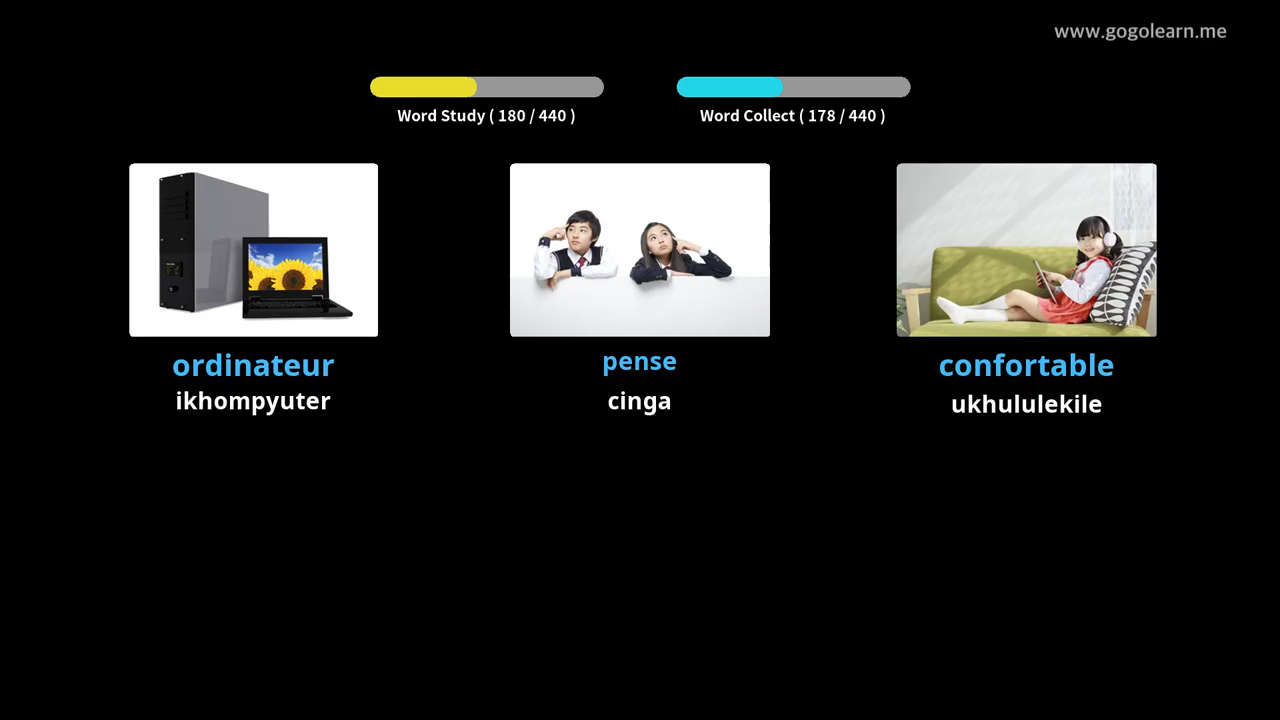 www.gogolearn.me
Word Study ( 180 / 440 )
Word Collect ( 178 / 440 )
ordinateur
ikhompyuter
pense
cinga
confortable
ukhululekile